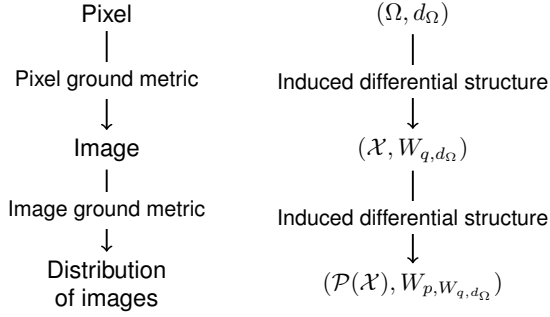 Pixel
Pixel ground metric
Image
Image ground metric
Distribution
of images
(Ω, d_Ω)
Induced differential structure
(𝒳, W_{q,d_Ω})
Induced differential structure
(𝒫(𝒳), W_{p,W_{q,d_Ω}})